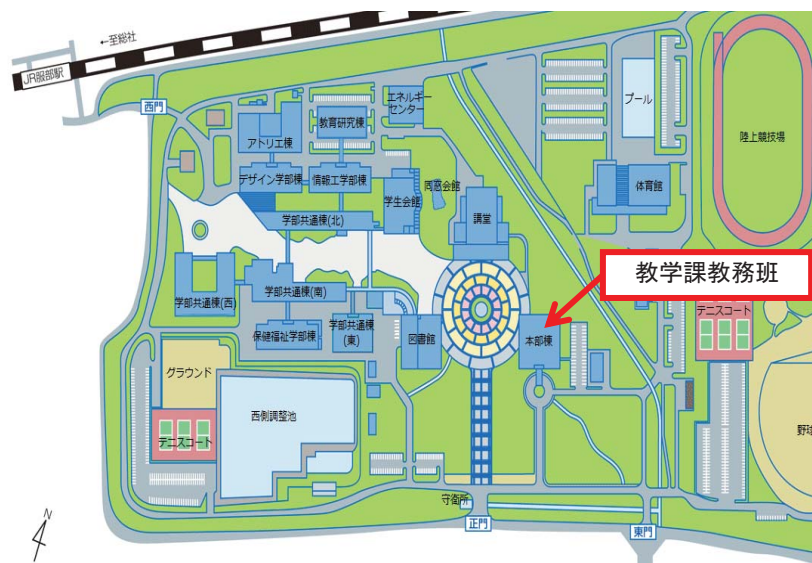 ←至総社
JR服部駅
西門
エネルギー
センター
教育研究棟
アトリエ棟
プール
陸上競技場
デザイン学部棟
情報工学部棟
学生会館
同窓会館
体育館
講堂
学部共通棟(北)
教学課教務班
学部共通棟(西)
学部共通棟(南)
テニスコート
保健福祉学部棟
学部共通棟
(東)
図書館
本部棟
グラウンド
西側調整池
テニスコート
野球
守衛所
正門
東門
N